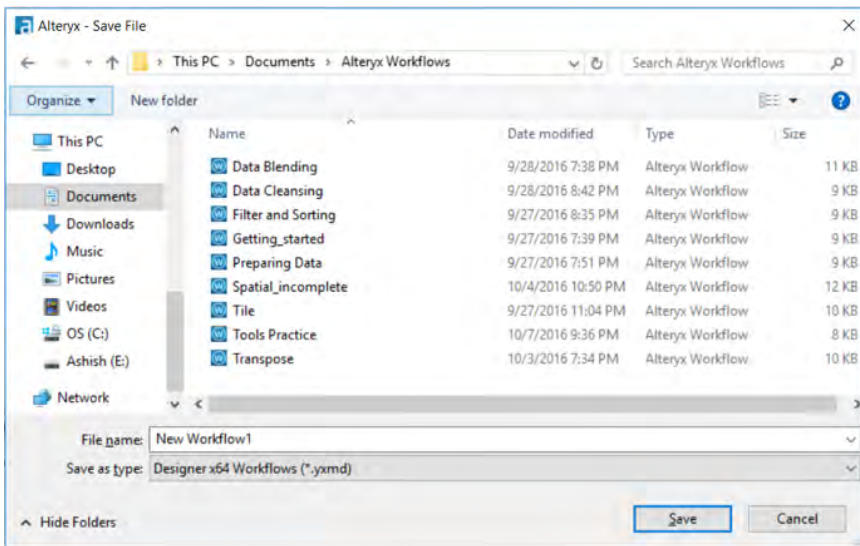 Alteryx - Save File
This PC > Documents > Alteryx Workflows
Search Alteryx Workflows
Organize
New folder
Name Date modified Type Size
This PC
Desktop
Documents
Downloads
Music
Pictures
Videos
OS (C:)
Ashish (E:)
Network
Data Blending 9/28/2016 7:38 PM Alteryx Workflow 11 KB
Data Cleansing 9/28/2016 8:42 PM Alteryx Workflow 9 KB
Filter and Sorting 9/27/2016 8:35 PM Alteryx Workflow 9 KB
Getting_started 9/27/2016 7:39 PM Alteryx Workflow 9 KB
Preparing Data 9/27/2016 7:51 PM Alteryx Workflow 9 KB
Spatial_incomplete 10/4/2016 10:50 PM Alteryx Workflow 12 KB
Tile 9/27/2016 11:04 PM Alteryx Workflow 10 KB
Tools Practice 10/7/2016 9:36 PM Alteryx Workflow 8 KB
Transpose 10/3/2016 7:34 PM Alteryx Workflow 10 KB
File name: New Workflow1
Save as type: Designer x64 Workflows (*.yxmd)
Hide Folders
Save
Cancel